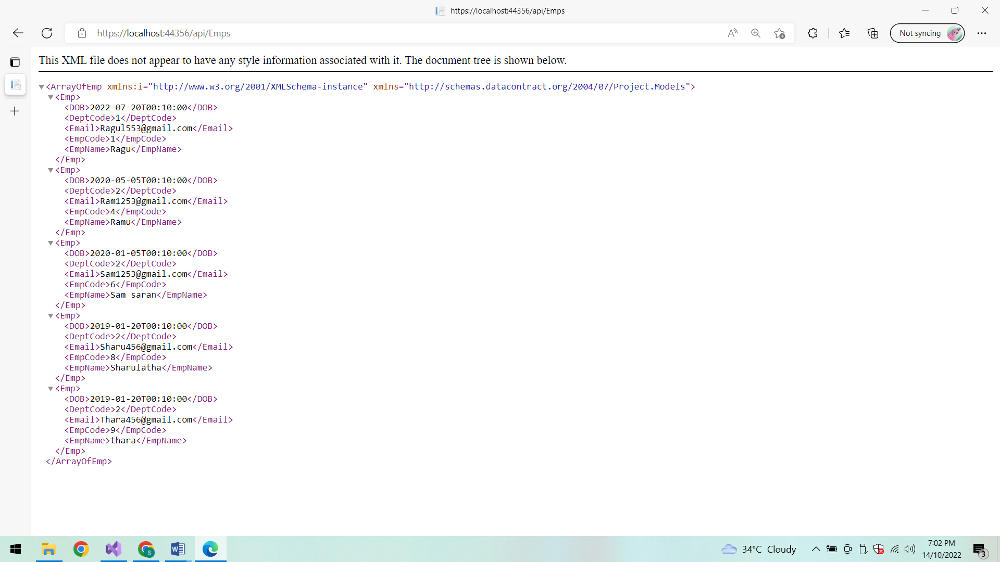 https://localhost:44356/api/Emps
https://localhost:44356/api/Emps
Not syncing
This XML file does not appear to have any style information associated with it. The document tree is shown below.
<ArrayOfEmp xmlns:i="http://www.w3.org/2001/XMLSchema-instance" xmlns="http://schemas.datacontract.org/2004/07/Project.Models">
<Emp>
<DOB>2022-07-20T00:10:00</DOB>
<DeptCode>1</DeptCode>
<Email>Ragul553@gmail.com</Email>
<EmpCode>1</EmpCode>
<EmpName>Ragu</EmpName>
</Emp>
<Emp>
<DOB>2020-05-05T00:10:00</DOB>
<DeptCode>2</DeptCode>
<Email>Ram1253@gmail.com</Email>
<EmpCode>4</EmpCode>
<EmpName>Ramu</EmpName>
</Emp>
<Emp>
<DOB>2020-01-05T00:10:00</DOB>
<DeptCode>2</DeptCode>
<Email>Sam1253@gmail.com</Email>
<EmpCode>6</EmpCode>
<EmpName>Sam saran</EmpName>
</Emp>
<Emp>
<DOB>2019-01-20T00:10:00</DOB>
<DeptCode>2</DeptCode>
<Email>Sharu456@gmail.com</Email>
<EmpCode>8</EmpCode>
<EmpName>Sharulatha</EmpName>
</Emp>
<Emp>
<DOB>2019-01-20T00:10:00</DOB>
<DeptCode>2</DeptCode>
<Email>Thara456@gmail.com</Email>
<EmpCode>9</EmpCode>
<EmpName>thara</EmpName>
</Emp>
</ArrayOfEmp>
34°C Cloudy
7:02 PM
14/10/2022
3